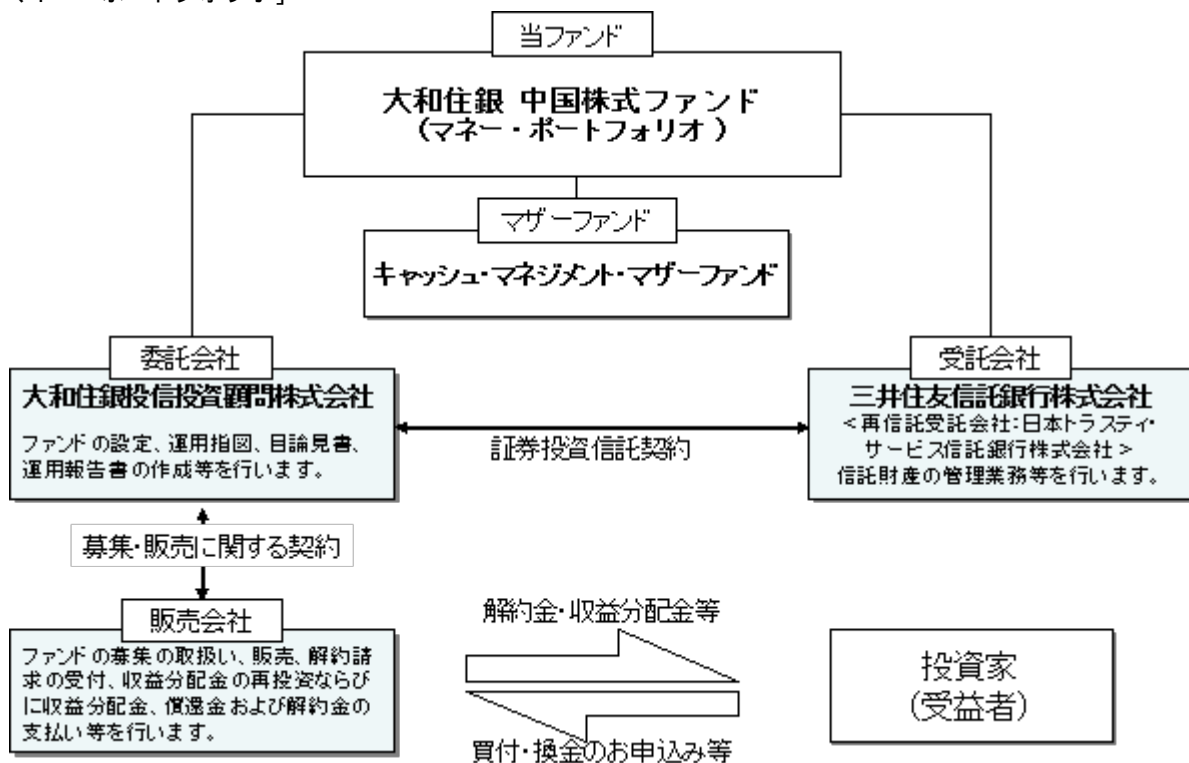 当ファンド
大和住銀 中国株式ファンド
(マネー・ポートフォリオ)
マザーファンド
キャッシュ・マネジメント・マザーファンド
委託会社
大和住銀投信投資顧問株式会社
ファンドの設定、運用指図、目論見書、
運用報告書の作成等を行います。
証券投資信託契約
受託会社
三井住友信託銀行株式会社
<再信託受託会社:日本トラスティ・
サービス信託銀行株式会社>
信託財産の管理業務等を行います。
募集・販売に関する契約
販売会社
ファンドの募集の取扱い、販売、解約請
求の受付、収益分配金の再投資ならび
に収益分配金、償還金および解約金の
支払い等を行います。
解約金・収益分配金等
買付・換金のお申込み等
投資家
(受益者)